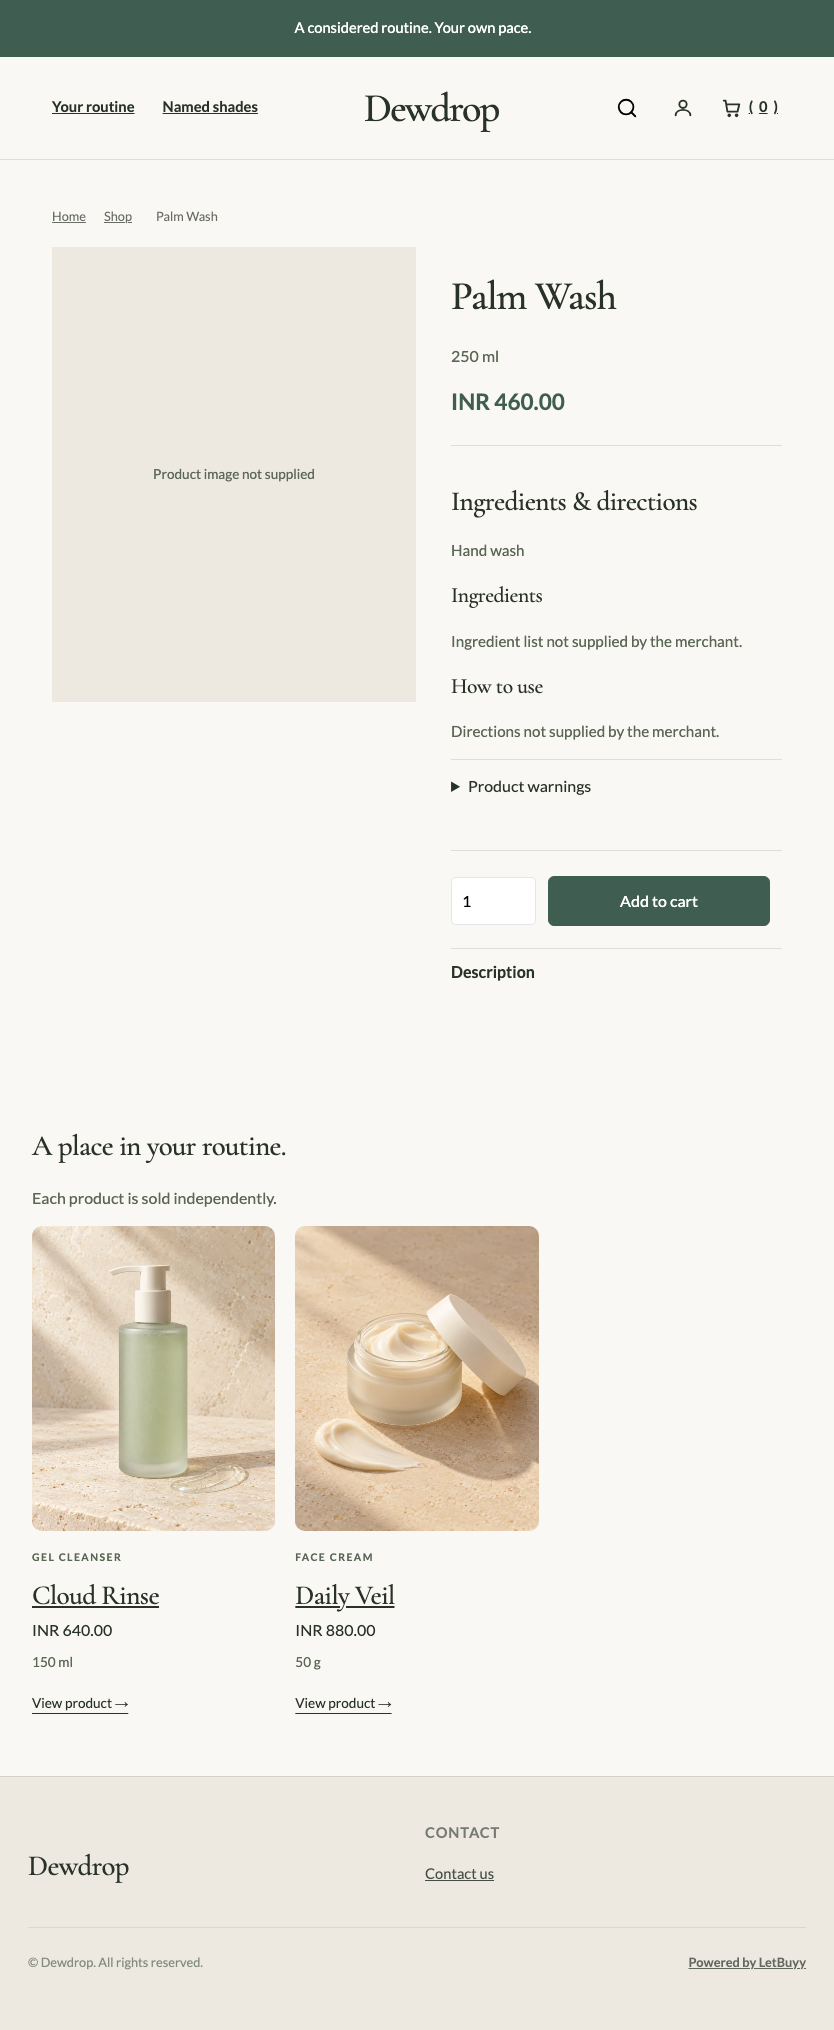 A considered routine. Your own pace.
Your routine
Named shades
Dewdrop
( 0 )
Home
Shop
Palm Wash
Product image not supplied
Palm Wash
250 ml
INR 460.00
Ingredients & directions
Hand wash
Ingredients
Ingredient list not supplied by the merchant.
How to use
Directions not supplied by the merchant.
Product warnings
1
Add to cart
Description
A place in your routine.
Each product is sold independently.
GEL CLEANSER
Cloud Rinse
INR 640.00
150 ml
View product →
FACE CREAM
Daily Veil
INR 880.00
50 g
View product →
Dewdrop
CONTACT
Contact us
© Dewdrop. All rights reserved.
Powered by LetBuyy